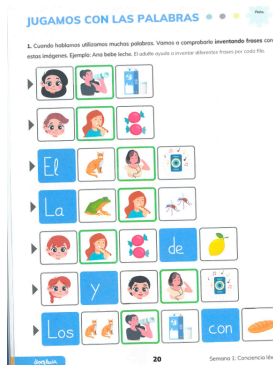 JUGAMOS CON LAS PALABRAS
1. Cuando hablamos utilizamos muchas palabras. Vamos a comprobarlo inventando frases con
estas imágenes. Ejemplo: Ana bebe leche. El adulto ayuda a inventar diferentes frases por cada fila.
El
La
de
y
Los
con
20
Semana 1: Conciencia